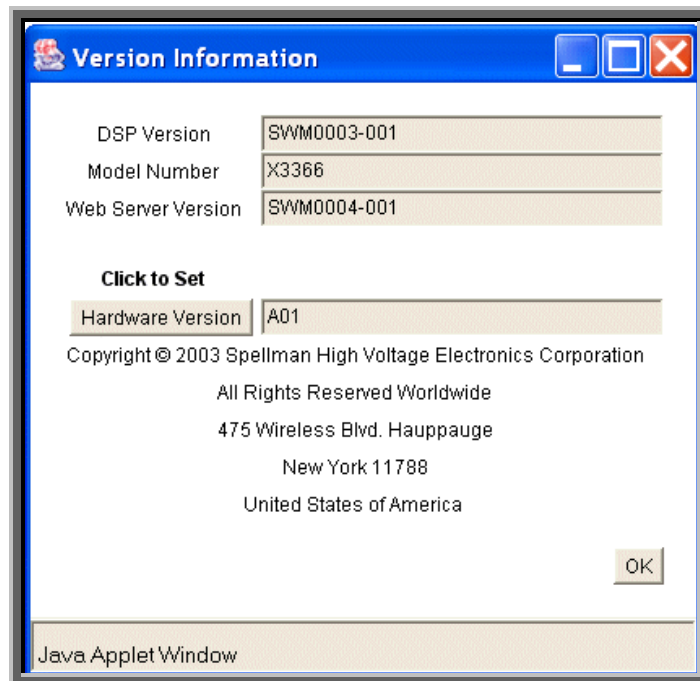 Version Information
DSP Version SWM0003-001
Model Number X3366
Web Server Version SWM0004-001
Click to Set
Hardware Version A01
Copyright © 2003 Spellman High Voltage Electronics Corporation
All Rights Reserved Worldwide
475 Wireless Blvd. Hauppauge
New York 11788
United States of America
OK
Java Applet Window